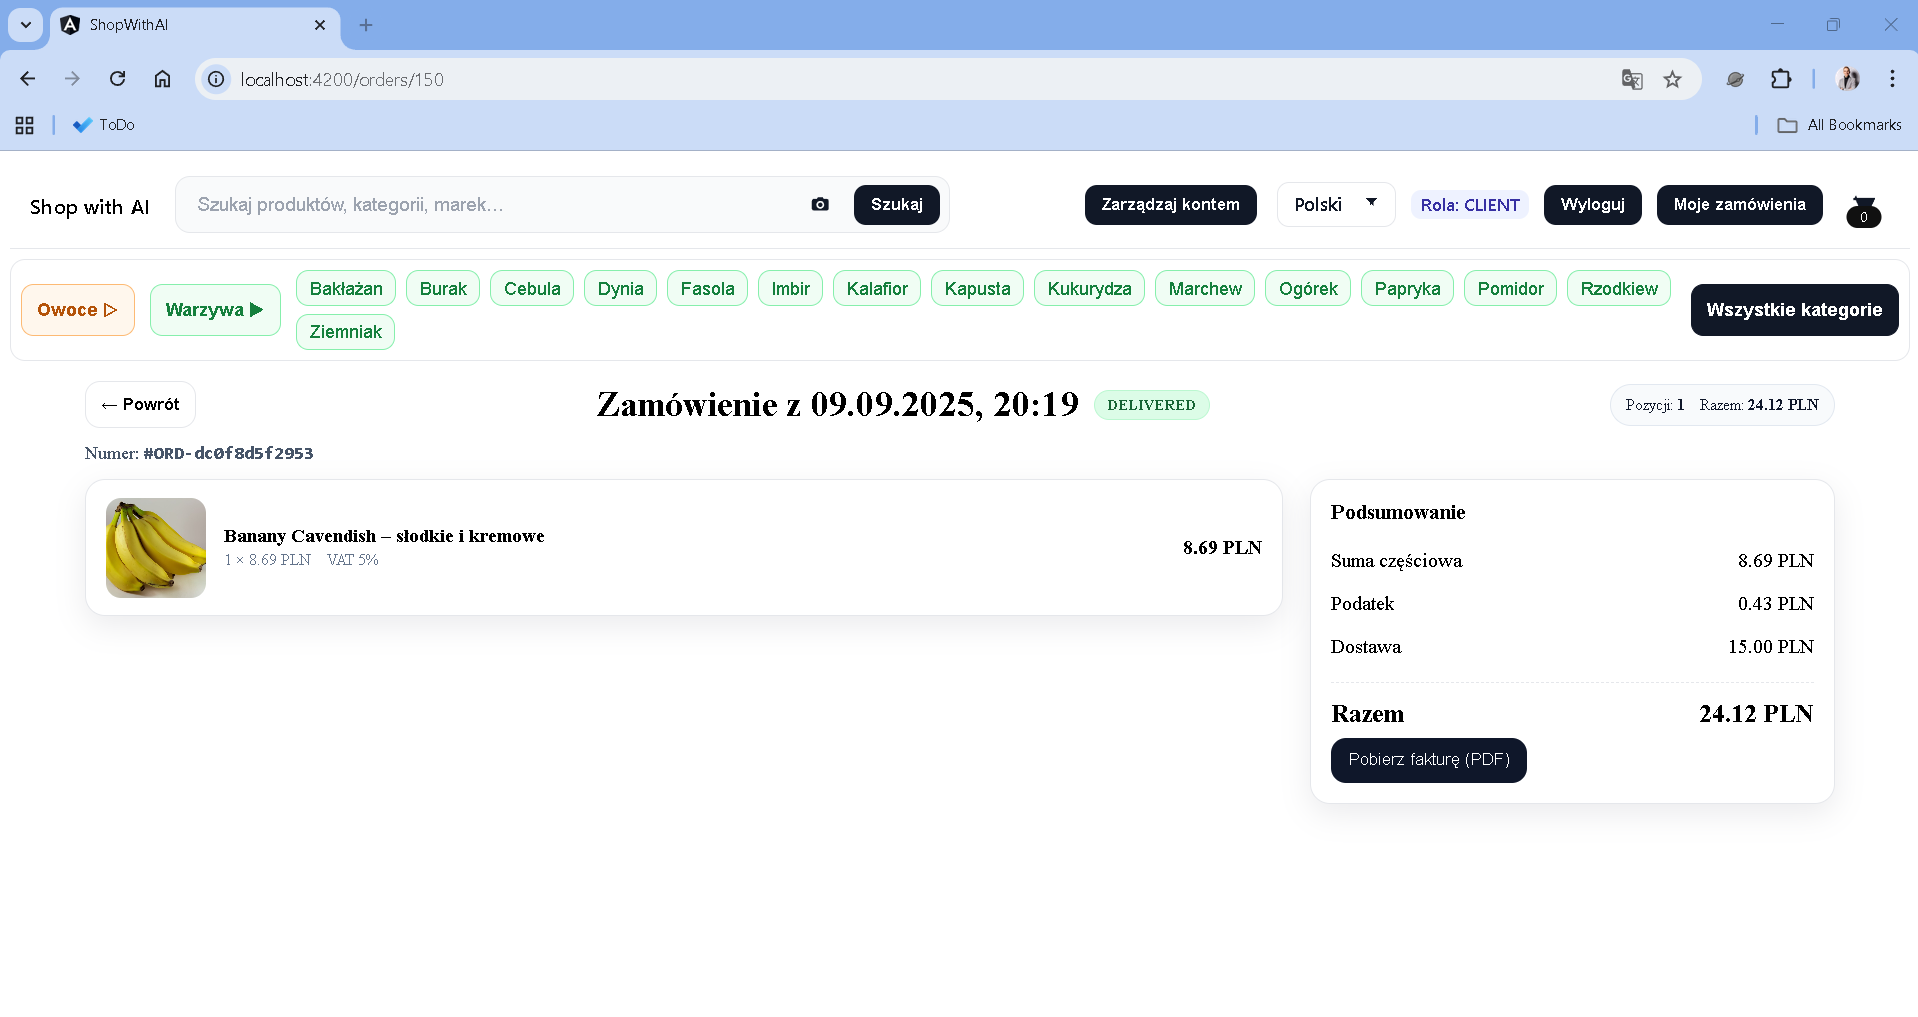 ShopWithAI
localhost:4200/orders/150
ToDo
All Bookmarks
Shop with AI
Szukaj produktów, kategorii, marek…
Szukaj
Zarządzaj kontem
Polski
Rola: CLIENT
Wyloguj
Moje zamówienia
0
Owoce ▷
Warzywa ▶
Bakłażan
Burak
Cebula
Dynia
Fasola
Imbir
Kalafior
Kapusta
Kukurydza
Marchew
Ogórek
Papryka
Pomidor
Rzodkiew
Ziemniak
Wszystkie kategorie
← Powrót
Zamówienie z 09.09.2025, 20:19
DELIVERED
Pozycji: 1 Razem: 24.12 PLN
Numer: #ORD-dc0f8d5f2953
Banany Cavendish – słodkie i kremowe
1 × 8.69 PLN VAT 5%
8.69 PLN
Podsumowanie
Suma częściowa 8.69 PLN
Podatek 0.43 PLN
Dostawa 15.00 PLN
Razem 24.12 PLN
Pobierz fakturę (PDF)